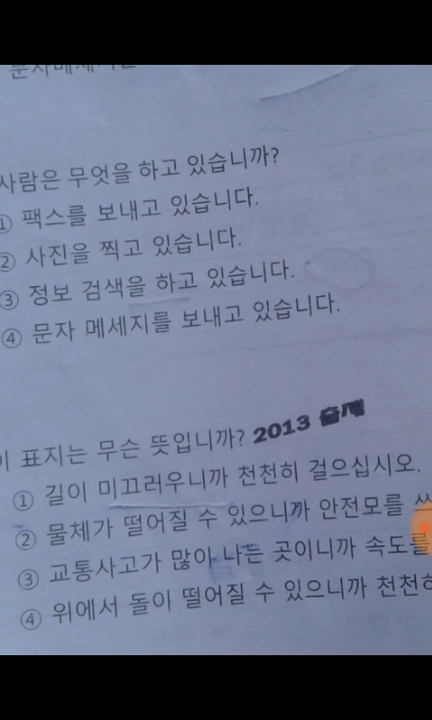 사람은 무엇을 하고 있습니까?
① 팩스를 보내고 있습니다.
② 사진을 찍고 있습니다.
③ 정보 검색을 하고 있습니다.
④ 문자 메세지를 보내고 있습니다.
이 표지는 무슨 뜻입니까? 2013 출제
① 길이 미끄러우니까 천천히 걸으십시오.
② 물체가 떨어질 수 있으니까 안전모를
③ 교통사고가 많아 나는 곳이니까 속도를
④ 위에서 돌이 떨어질 수 있으니까